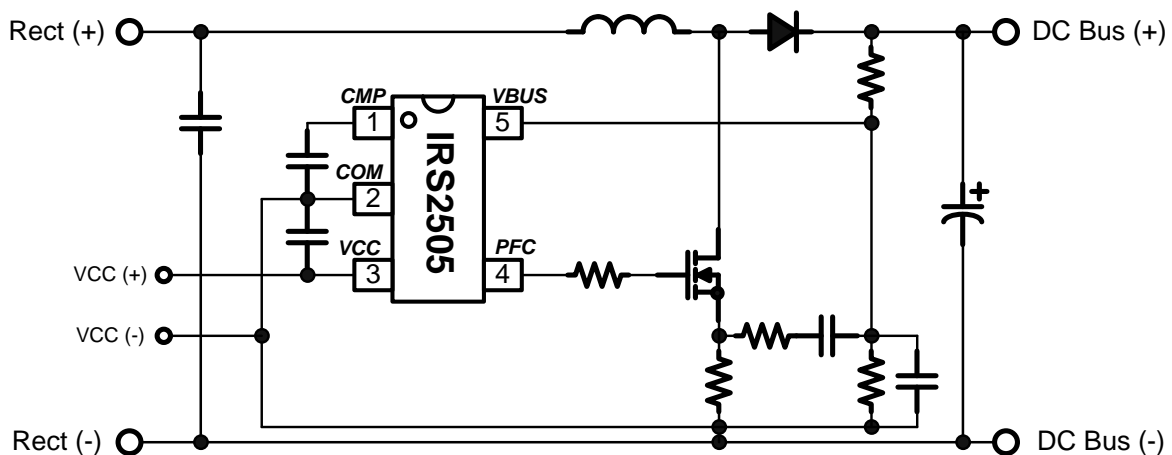 Rect (+)
DC Bus (+)
CMP
VBUS
1
5
IRS2505
COM
2
VCC
PFC
VCC (+)
3
4
VCC (-)
+
Rect (-)
DC Bus (-)